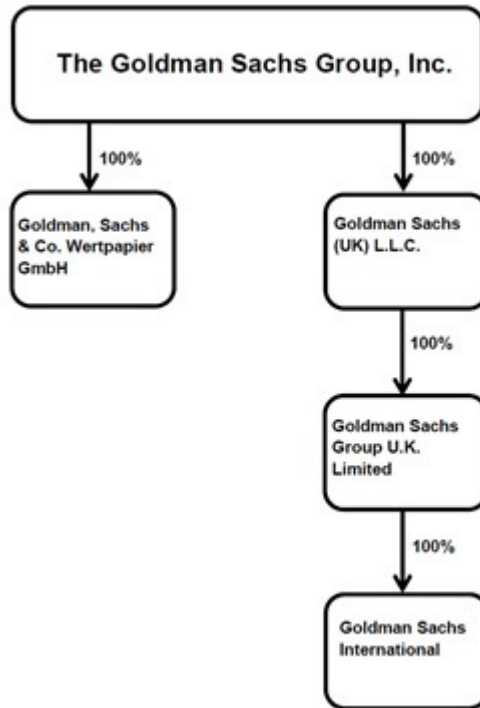 The Goldman Sachs Group, Inc.
100%
100%
Goldman, Sachs
& Co. Wertpapier
GmbH
Goldman Sachs
(UK) L.L.C.
100%
Goldman Sachs
Group U.K.
Limited
100%
Goldman Sachs
International